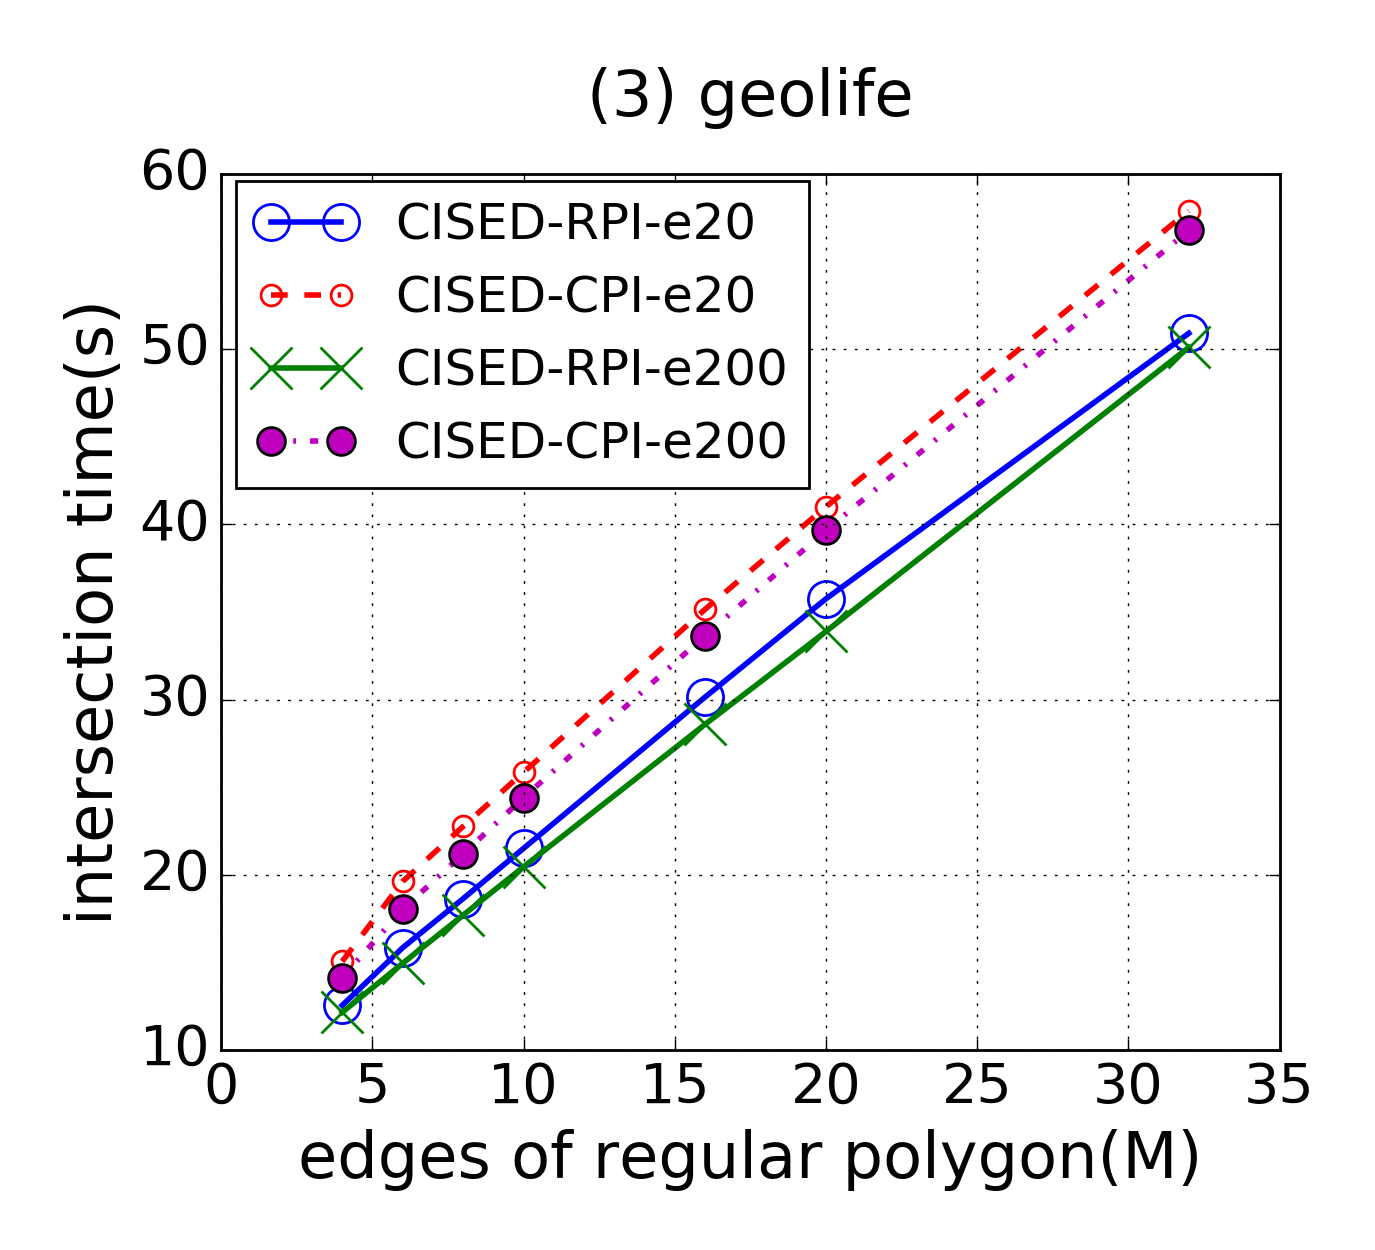 (3) geolife
60
50
40
30
20
10
intersection time(s)
CISED-RPI-e20
CISED-CPI-e20
CISED-RPI-e200
CISED-CPI-e200
0 5 10 15 20 25 30 35
edges of regular polygon(M)